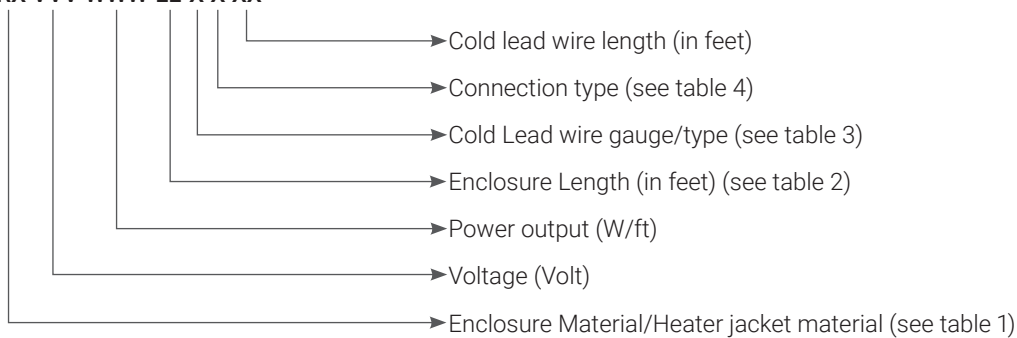 Cold lead wire length (in feet)
Connection type (see table 4)
Cold Lead wire gauge/type (see table 3)
Enclosure Length (in feet) (see table 2)
Power output (W/ft)
Voltage (Volt)
Enclosure Material/Heater jacket material (see table 1)